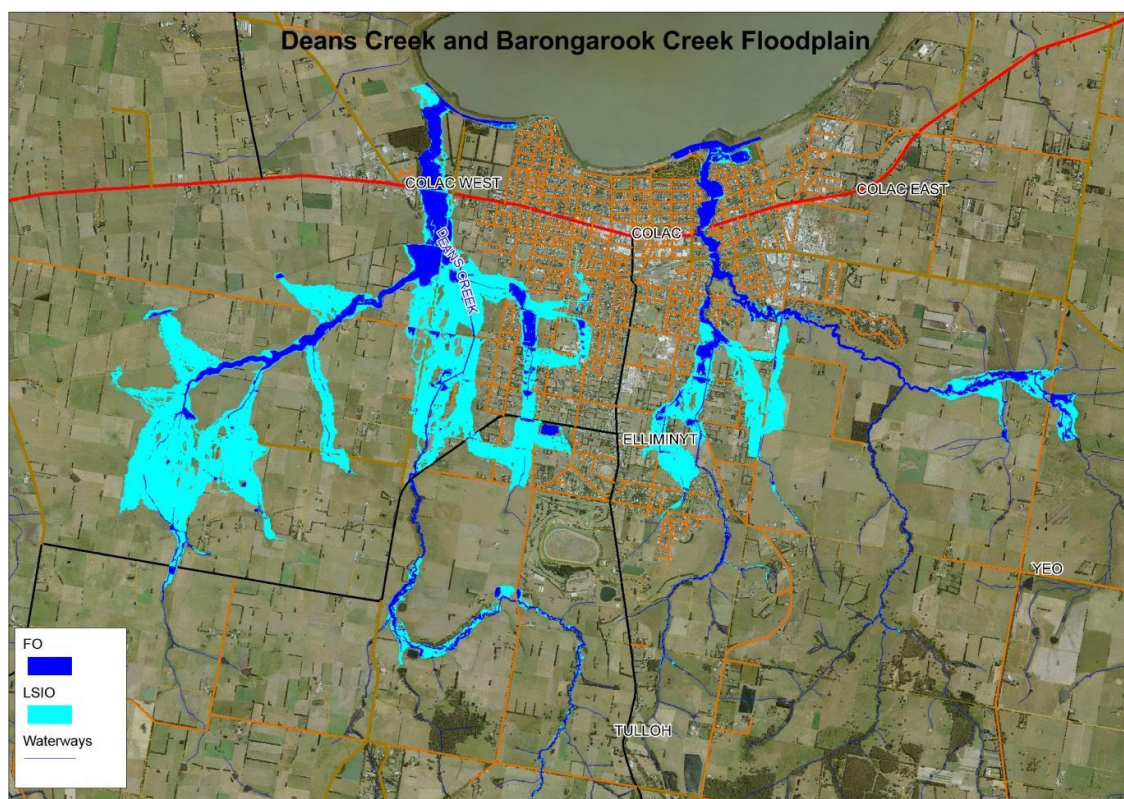 Deans Creek and Barongarook Creek Floodplain
COLAC WEST
COLAC EAST
COLAC
DEANS CREEK
ELLIMINYT
YEO
TULLOH
FO
LSIO
Waterways